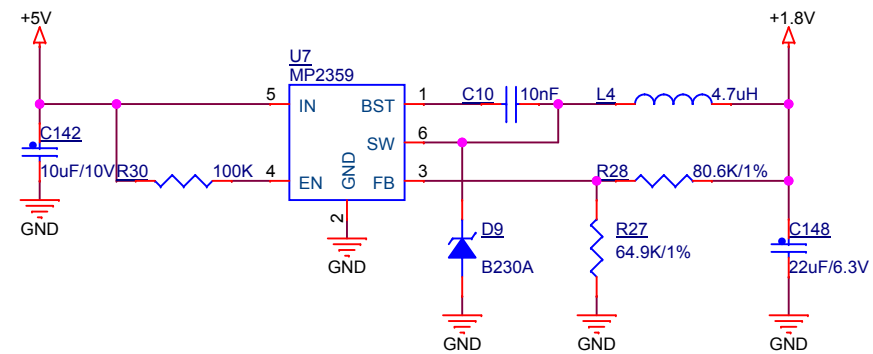 +5V
+1.8V
U7
MP2359
5
IN
BST
1
C10
10nF
L4
4.7uH
C142
10uF/10V
SW
6
R30
100K
4
EN
GND
FB
3
R28
80.6K/1%
2
GND
GND
D9
B230A
R27
64.9K/1%
C148
22uF/6.3V
GND
GND
GND